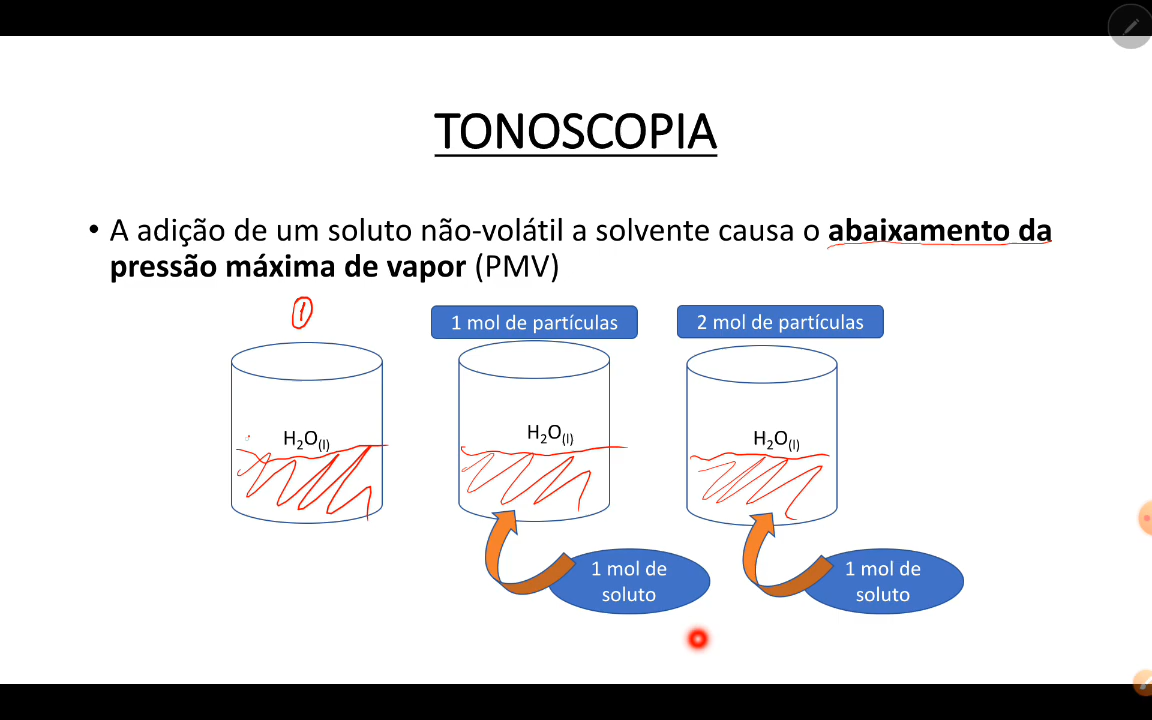 TONOSCOPIA
• A adição de um soluto não-volátil a solvente causa o abaixamento da
pressão máxima de vapor (PMV)
1
1 mol de partículas
2 mol de partículas
H₂O(l)
H₂O(l)
H₂O(l)
1 mol de
soluto
1 mol de
soluto